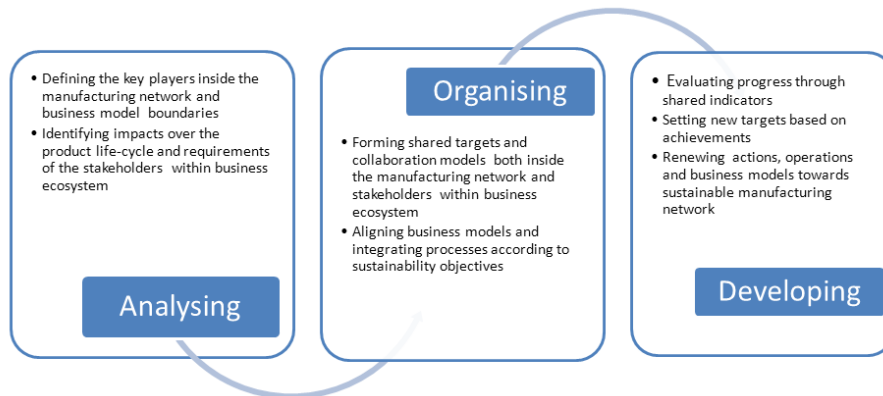 • Defining the key players inside the
manufacturing network and
business model boundaries
• Identifying impacts over the
product life-cycle and requirements
of the stakeholders within business
ecosystem
Analysing
Organising
• Forming shared targets and
collaboration models both inside
the manufacturing network and
stakeholders within business
ecosystem
• Aligning business models and
integrating processes according to
sustainability objectives
• Evaluating progress through
shared indicators
• Setting new targets based on
achievements
• Renewing actions, operations
and business models towards
sustainable manufacturing
network
Developing